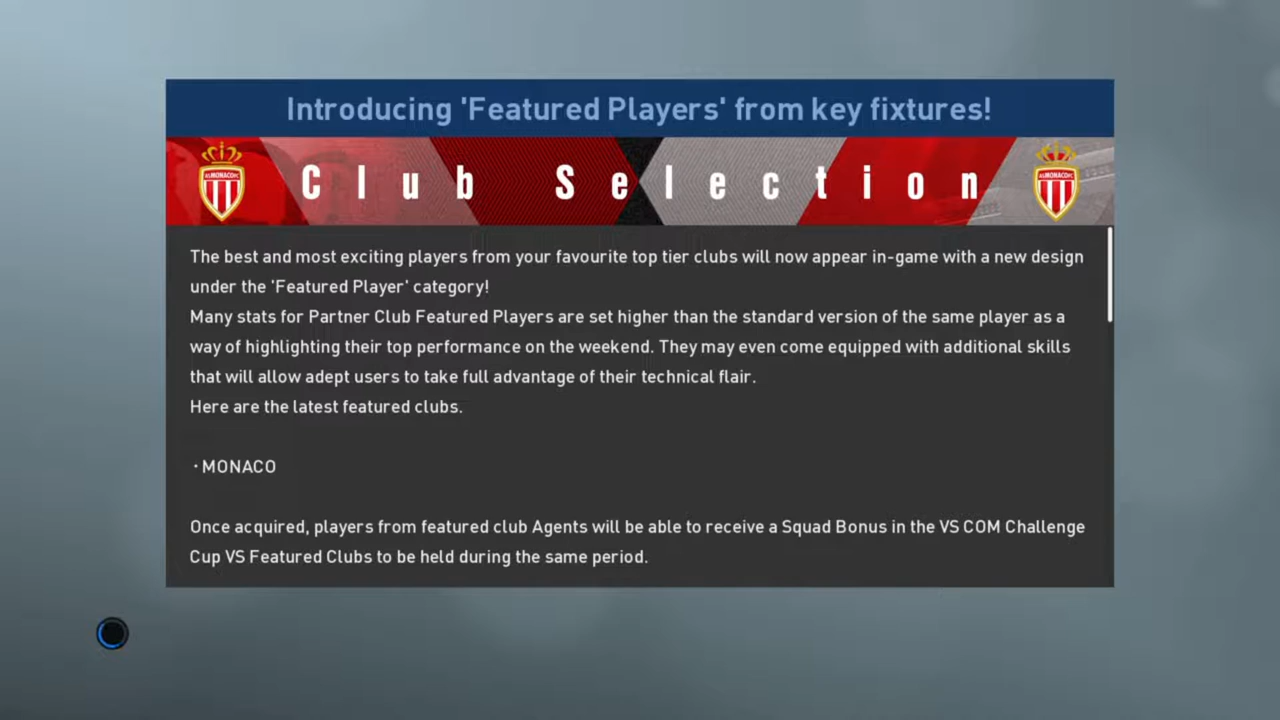 Introducing 'Featured Players' from key fixtures!
AS MONACO FC Club Selection AS MONACO FC
The best and most exciting players from your favourite top tier clubs will now appear in-game with a new design
under the 'Featured Player' category!
Many stats for Partner Club Featured Players are set higher than the standard version of the same player as a
way of highlighting their top performance on the weekend. They may even come equipped with additional skills
that will allow adept users to take full advantage of their technical flair.
Here are the latest featured clubs.
・MONACO
Once acquired, players from featured club Agents will be able to receive a Squad Bonus in the VS COM Challenge
Cup VS Featured Clubs to be held during the same period.